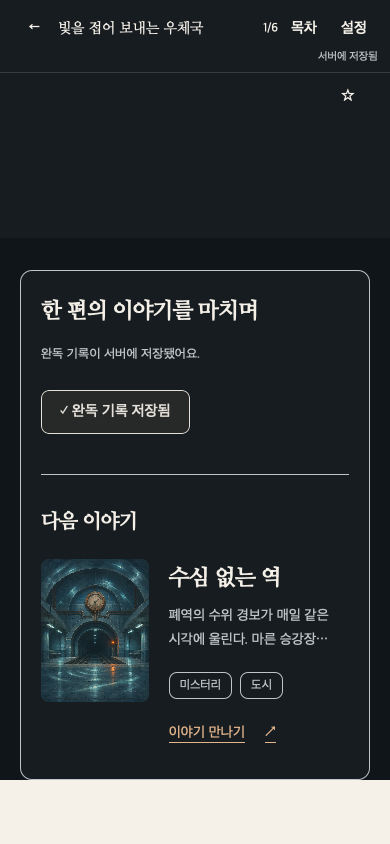 ← 빛을 접어 보내는 우체국 1/6 목차 설정
서버에 저장됨
☆
한 편의 이야기를 마치며
완독 기록이 서버에 저장됐어요.
✓ 완독 기록 저장됨
다음 이야기
수심 없는 역
폐역의 수위 경보가 매일 같은
시각에 울린다. 마른 승강장…
미스터리 도시
이야기 만나기 ↗